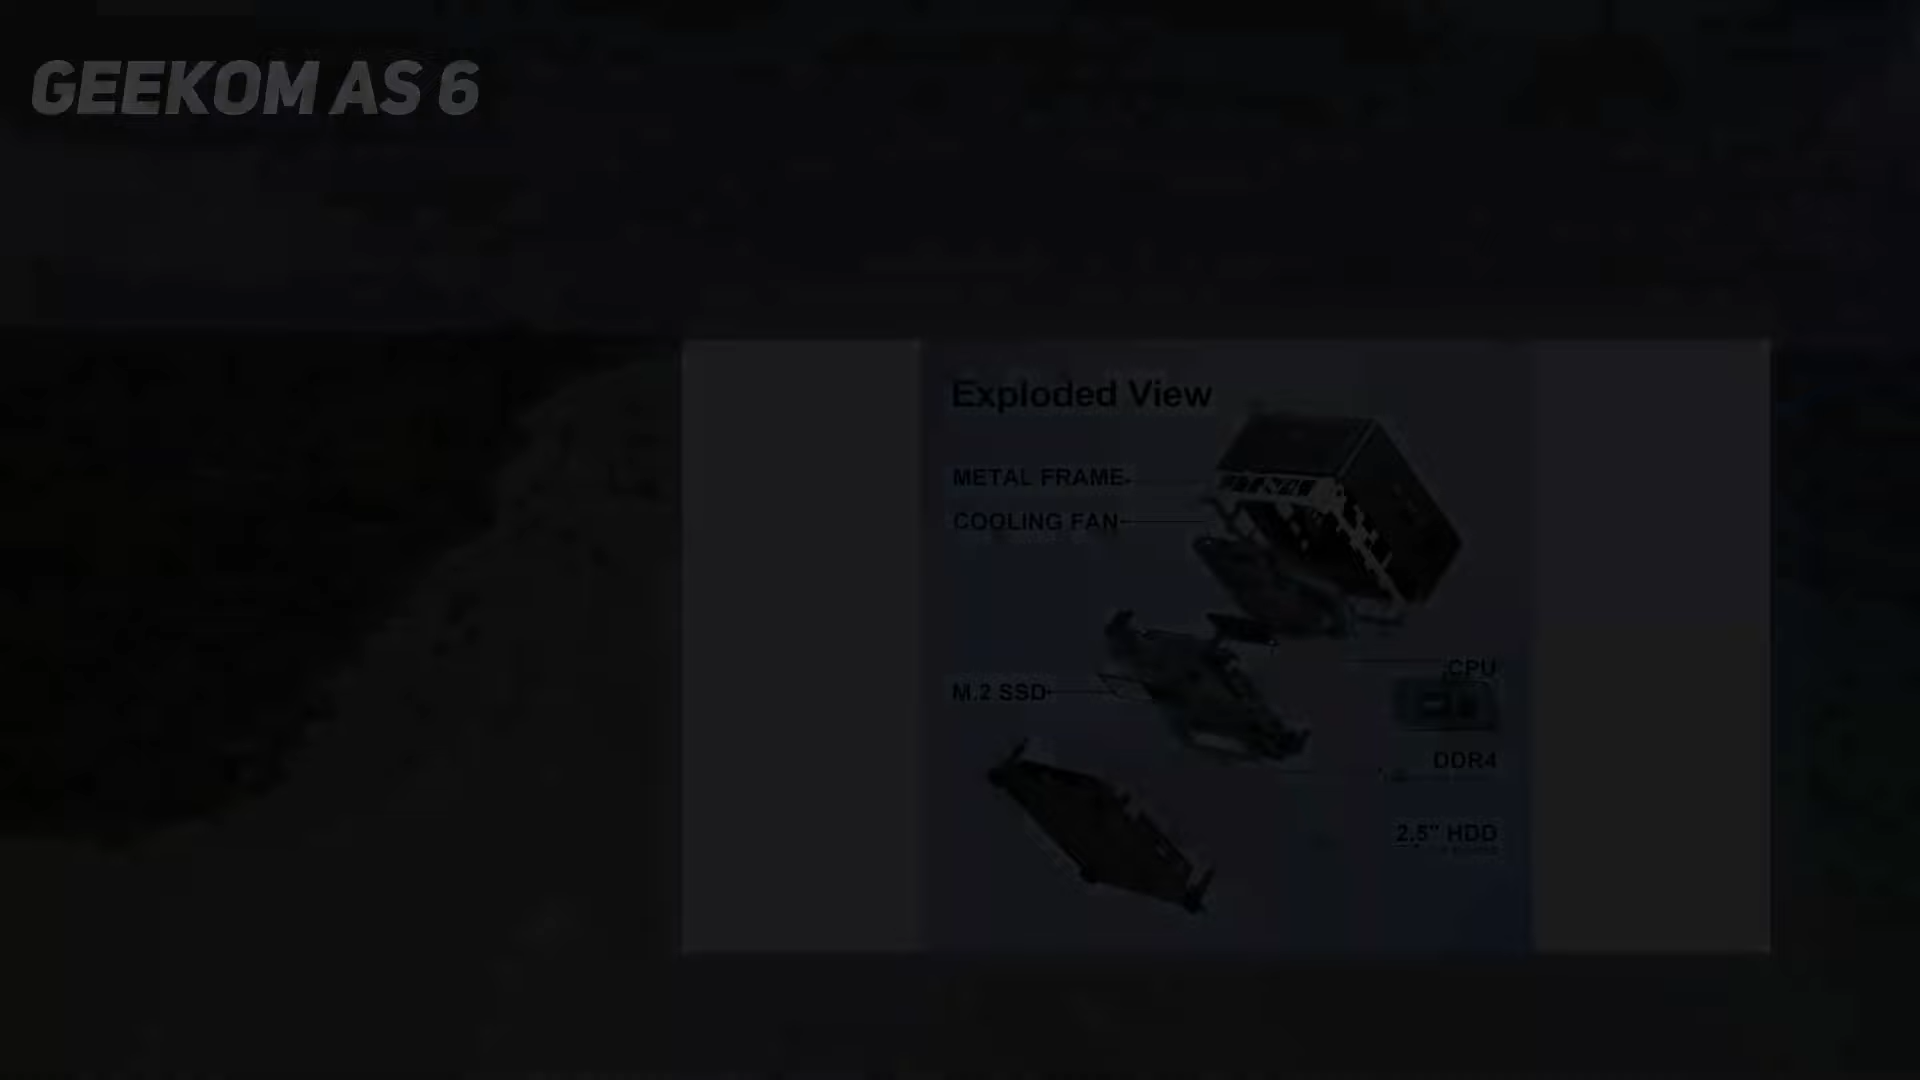 GEEKOM AS 6
Exploded View
METAL FRAME
COOLING FAN
CPU
M.2 SSD
DDR4
2.5" HDD